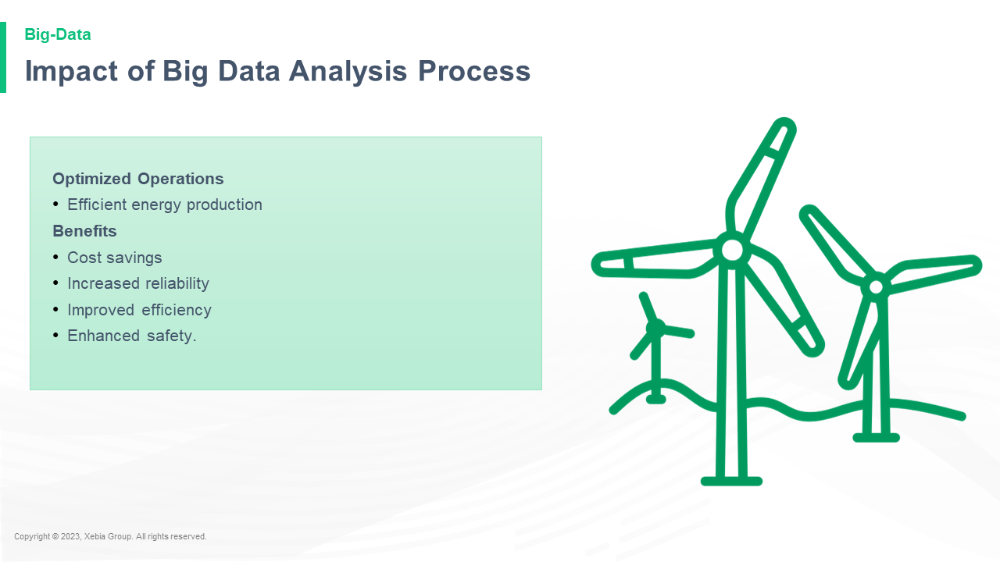 Big-Data
Impact of Big Data Analysis Process
Optimized Operations
• Efficient energy production
Benefits
• Cost savings
• Increased reliability
• Improved efficiency
• Enhanced safety.
Copyright © 2023, Xebia Group. All rights reserved.